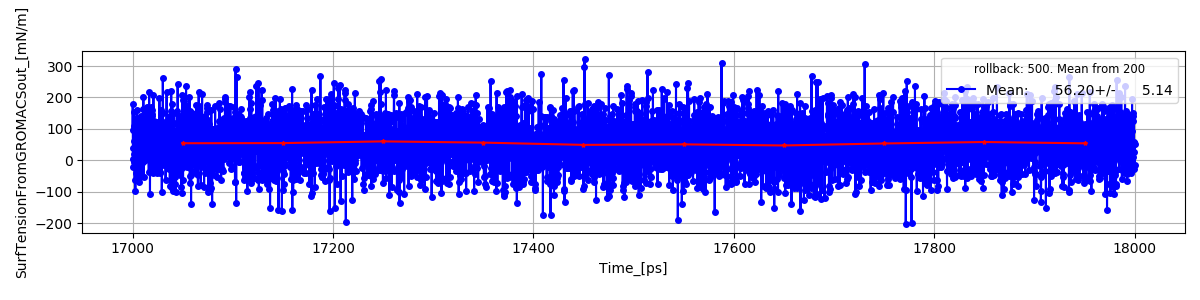 SurfTensionFromGROMACSout_[mN/m]
300
200
100
0
−100
−200
rollback: 500. Mean from 200
Mean: 56.20+/- 5.14
17000 17200 17400 17600 17800 18000
Time_[ps]